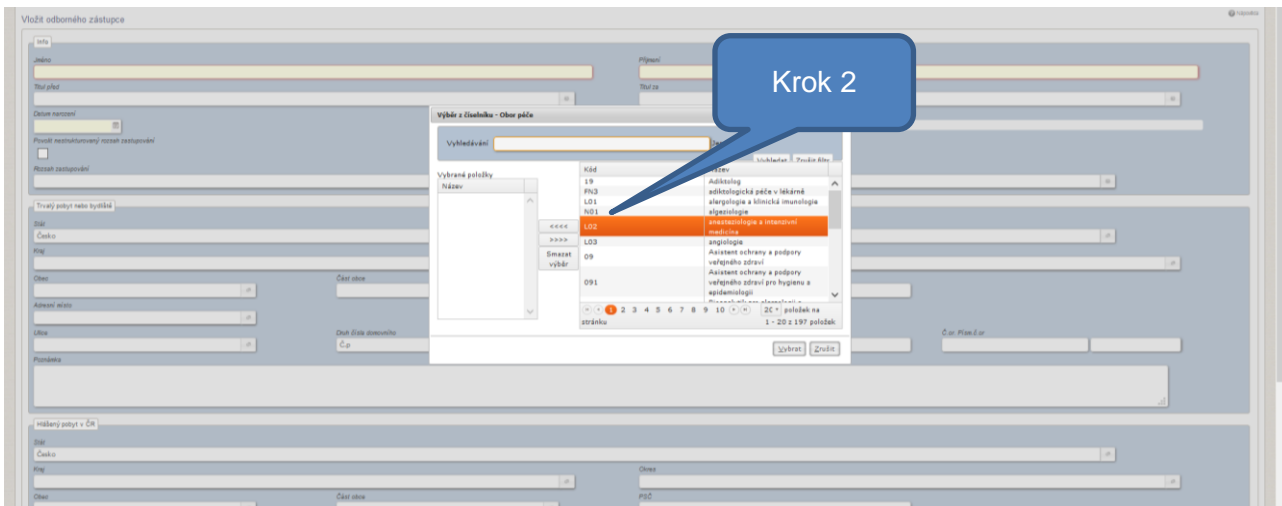 Vložit odborného zástupce
Nápověda
Info
Jméno
Příjmení
Titul před
Titul za
Datum narození
Povolit nestrukturovaný rozsah zastupování
Rozsah zastupování
Krok 2
Výběr z číselníku - Obor péče
Vyhledávání
Vyhledat Zrušit filtr
Vybrané položky
Název
<<<<
>>>>
Smazat
výběr
Kód Název
19 Adiktolog
FN3 adiktologická péče v lékárně
L01 alergologie a klinická imunologie
N01 algeziologie
L02 anesteziologie a intenzivní
medicína
L03 angiologie
09 Asistent ochrany a podpory
veřejného zdraví
091 Asistent ochrany a podpory
veřejného zdraví pro hygienu a
epidemiologii
1 2 3 4 5 6 7 8 9 10 20 položek na
stránku 1 - 20 z 197 položek
Vybrat Zrušit
Trvalý pobyt nebo bydliště
Stát
Česko
Kraj
Obec Část obce
Adresní místo
Ulice Druh čísla domovního
Č.p
Č.or. Písm.č.or
Poznámka
Hlášený pobyt v ČR
Stát
Česko
Kraj Okres
Obec Část obce PSČ